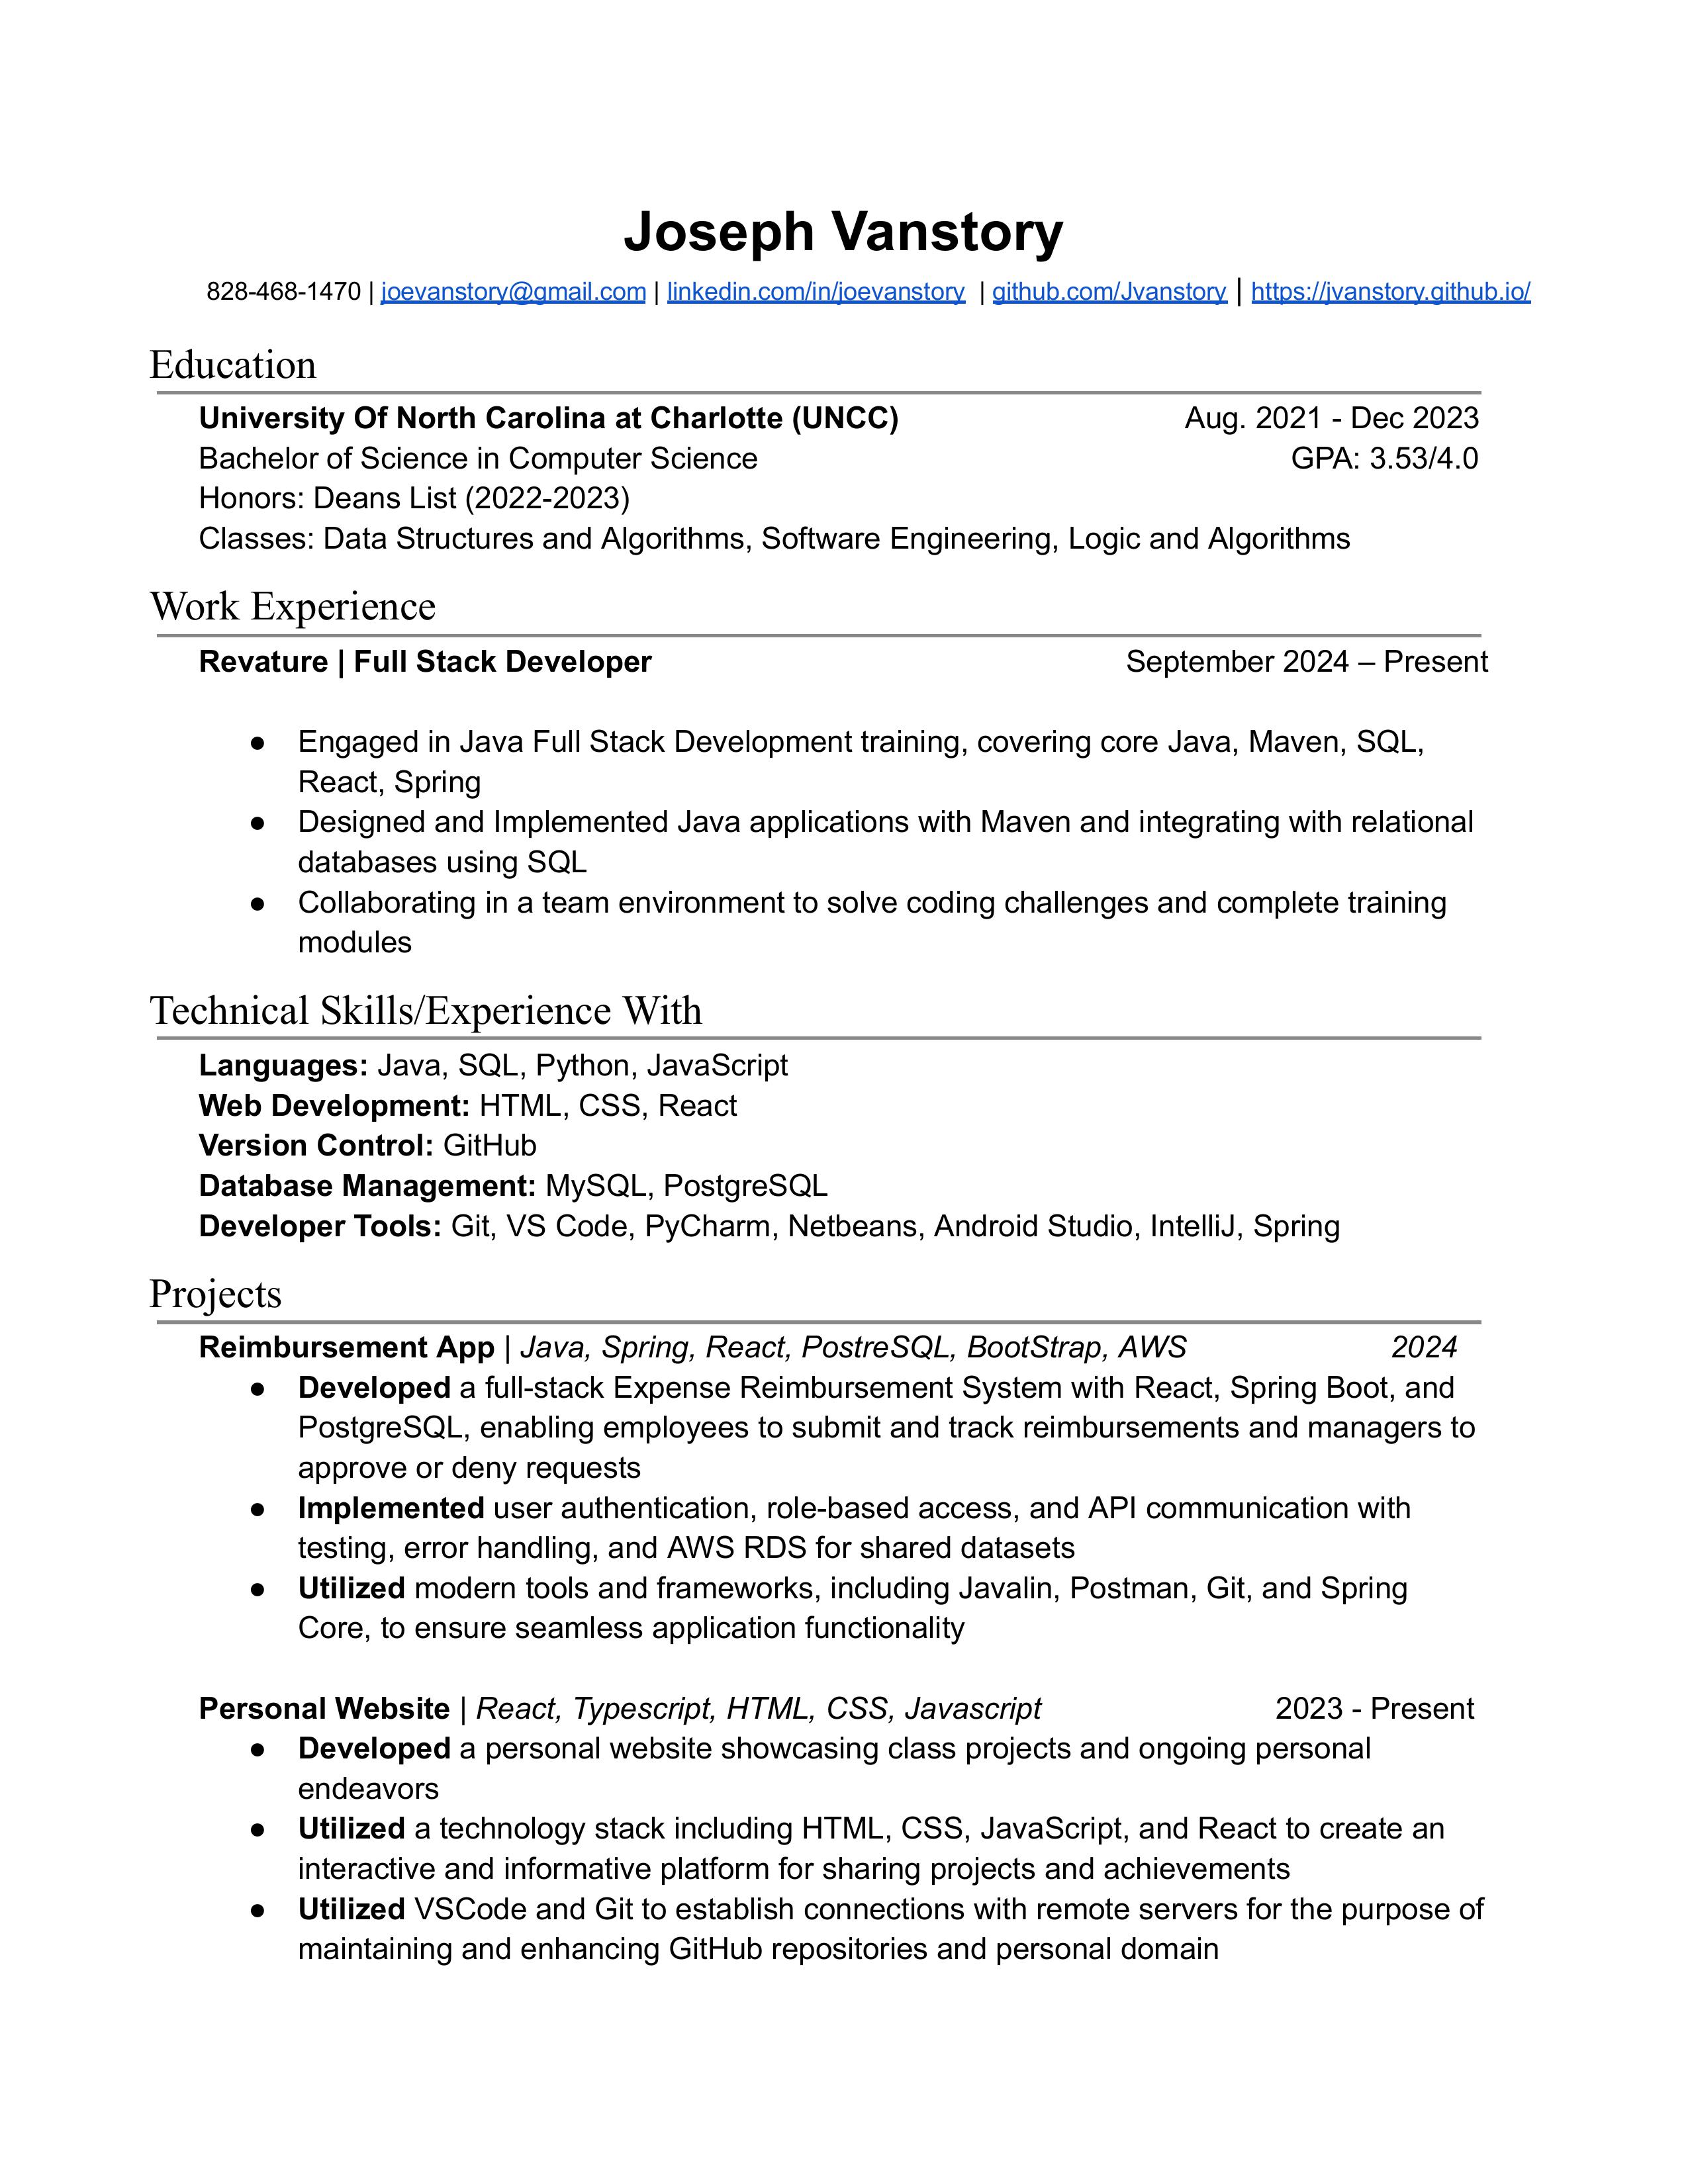 Joseph Vanstory
828-468-1470 | joevanstory@gmail.com | linkedin.com/in/joevanstory | github.com/Jvanstory | https://jvanstory.github.io/
Education
University Of North Carolina at Charlotte (UNCC) Aug. 2021 - Dec 2023
Bachelor of Science in Computer Science GPA: 3.53/4.0
Honors: Deans List (2022-2023)
Classes: Data Structures and Algorithms, Software Engineering, Logic and Algorithms
Work Experience
Revature | Full Stack Developer September 2024 – Present
● Engaged in Java Full Stack Development training, covering core Java, Maven, SQL,
React, Spring
● Designed and Implemented Java applications with Maven and integrating with relational
databases using SQL
● Collaborating in a team environment to solve coding challenges and complete training
modules
Technical Skills/Experience With
Languages: Java, SQL, Python, JavaScript
Web Development: HTML, CSS, React
Version Control: GitHub
Database Management: MySQL, PostgreSQL
Developer Tools: Git, VS Code, PyCharm, Netbeans, Android Studio, IntelliJ, Spring
Projects
Reimbursement App | Java, Spring, React, PostreSQL, BootStrap, AWS 2024
● Developed a full-stack Expense Reimbursement System with React, Spring Boot, and
PostgreSQL, enabling employees to submit and track reimbursements and managers to
approve or deny requests
● Implemented user authentication, role-based access, and API communication with
testing, error handling, and AWS RDS for shared datasets
● Utilized modern tools and frameworks, including Javalin, Postman, Git, and Spring
Core, to ensure seamless application functionality
Personal Website | React, Typescript, HTML, CSS, Javascript 2023 - Present
● Developed a personal website showcasing class projects and ongoing personal
endeavors
● Utilized a technology stack including HTML, CSS, JavaScript, and React to create an
interactive and informative platform for sharing projects and achievements
● Utilized VSCode and Git to establish connections with remote servers for the purpose of
maintaining and enhancing GitHub repositories and personal domain